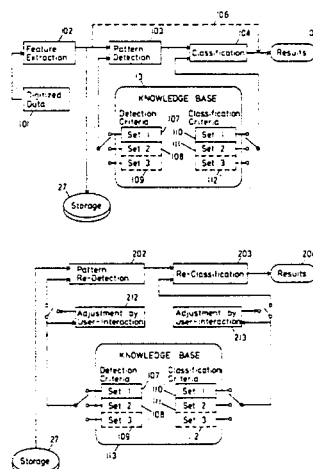 106
102 103 104
Feature Extraction Pattern Detection Classification Results
Digitized Data
101
KNOWLEDGE BASE
Detection Criteria Classification Criteria
107
110
Set 1 Set 1
111
Set 2 Set 2
108
Set 3 Set 3
109 112
27
Storage
202 203 204
Pattern Re-Detection Re-Classification Results
212
Adjustment by User-Interaction Adjustment by User-Interaction
213
KNOWLEDGE BASE
Detection Criteria Classification Criteria
107
110
Set 1 Set 1
Set 2 Set 2
108
Set 3 Set 3
109
113
27
Storage